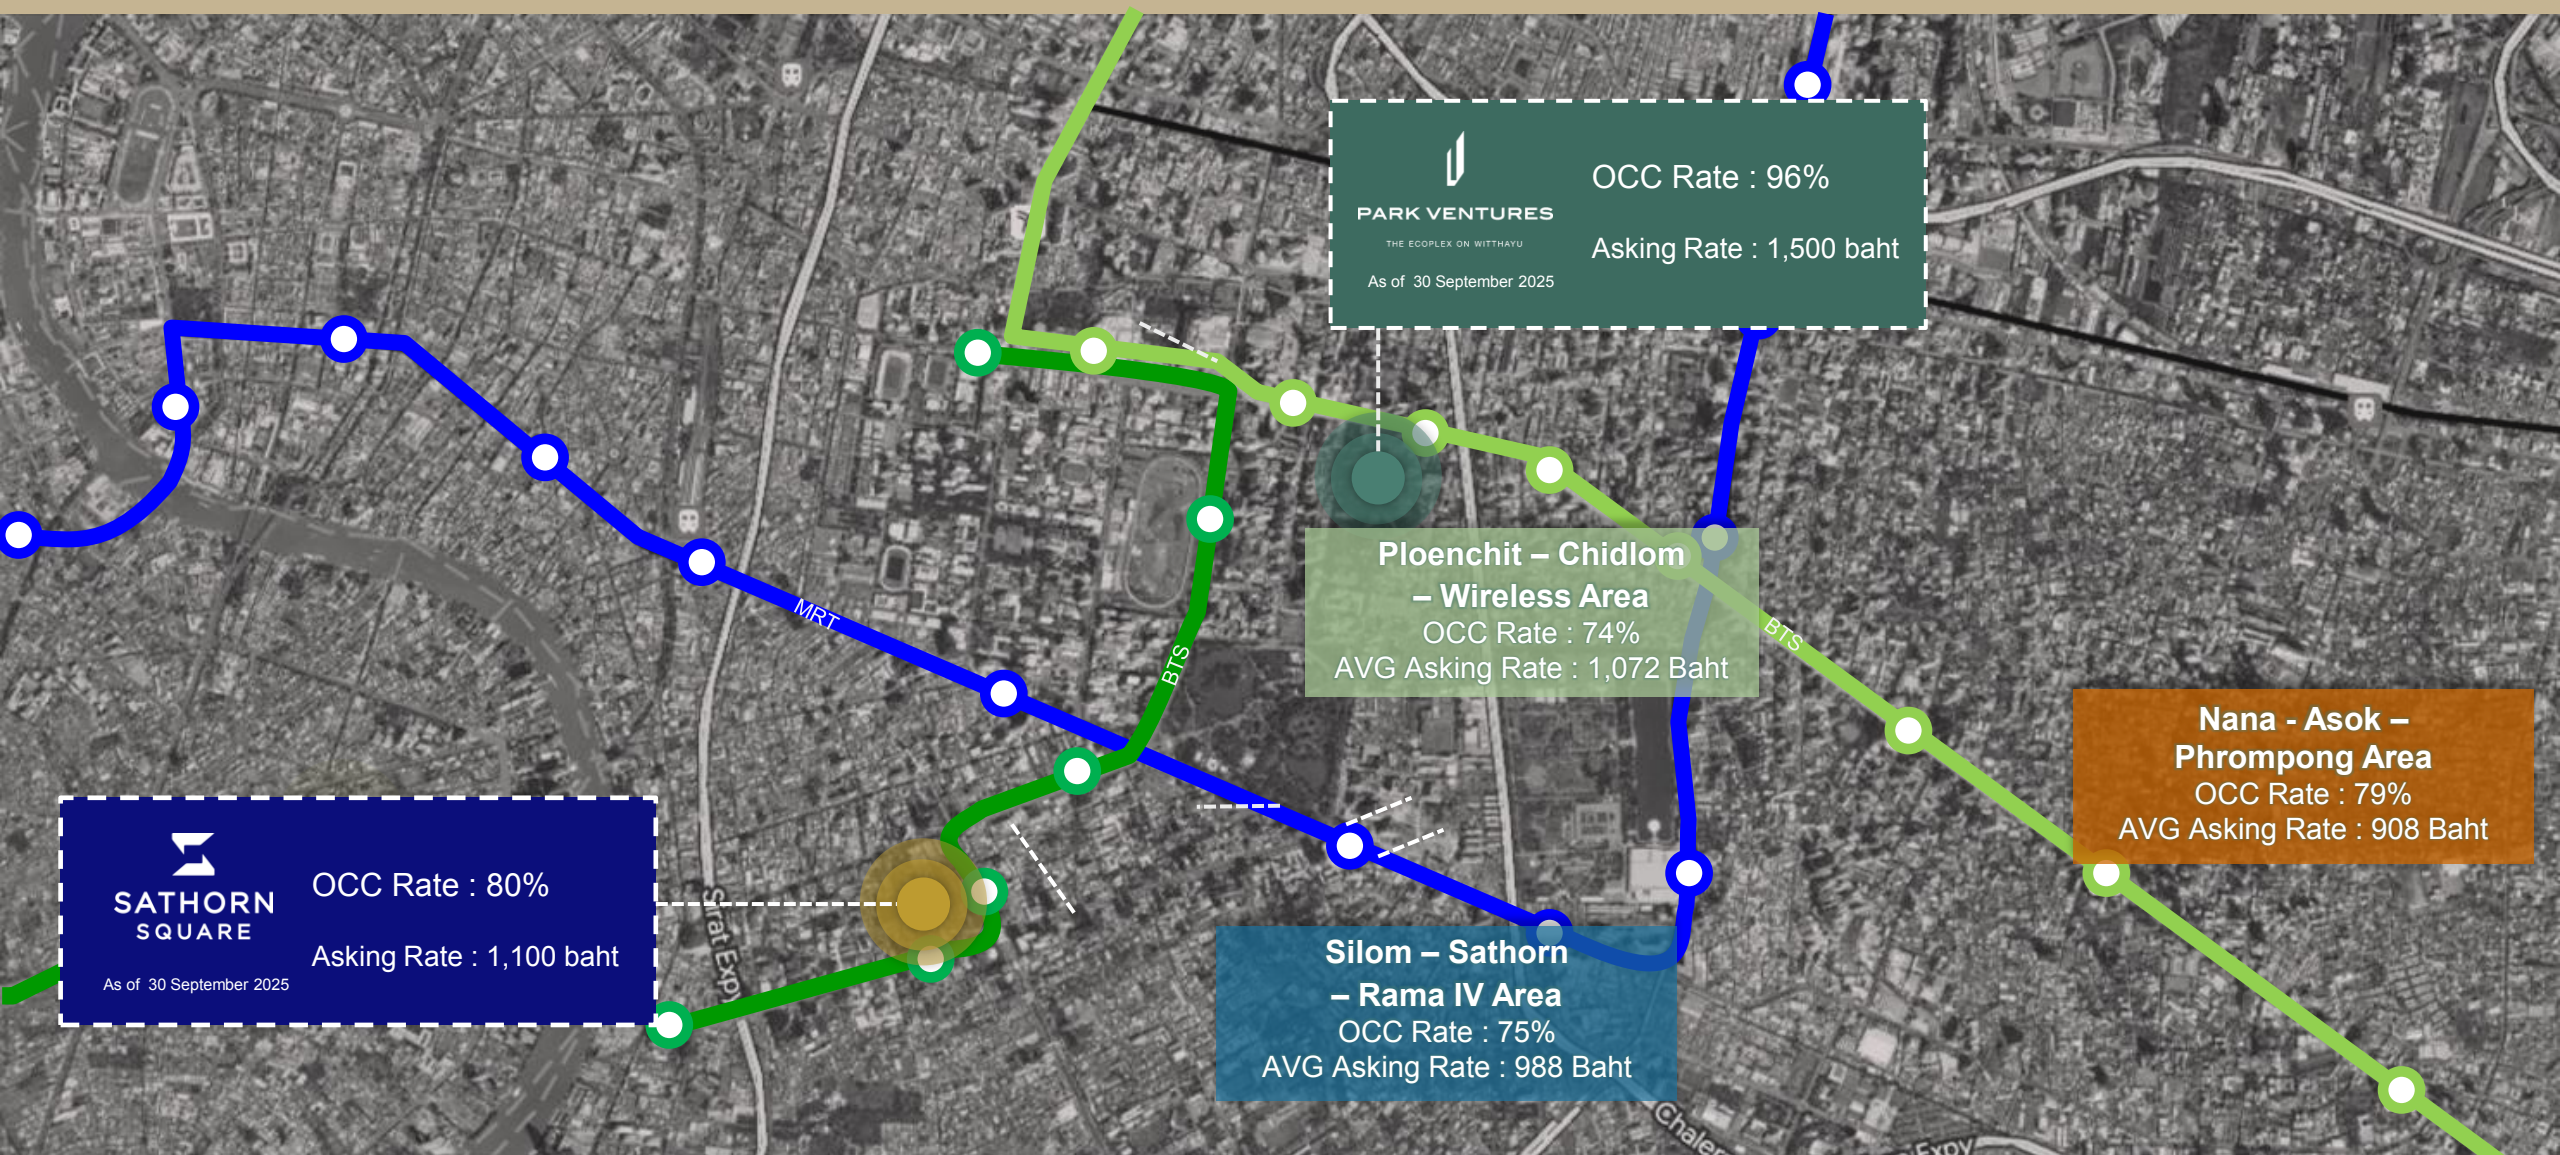 PARK VENTURES
THE ECOPLEX ON WITTHAYU
As of 30 September 2025
OCC Rate : 96%
Asking Rate : 1,500 baht
MRT
BTS
BTS
Ploenchit – Chidlom
– Wireless Area
OCC Rate : 74%
AVG Asking Rate : 1,072 Baht
Nana - Asok –
Phrompong Area
OCC Rate : 79%
AVG Asking Rate : 908 Baht
SATHORN
SQUARE
As of 30 September 2025
OCC Rate : 80%
Asking Rate : 1,100 baht
Sirat Expy
Silom – Sathorn
– Rama IV Area
OCC Rate : 75%
AVG Asking Rate : 988 Baht
Expy